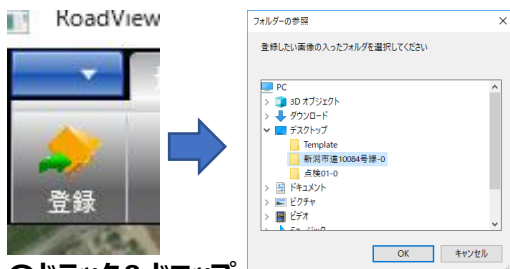 RoadView
登録
フォルダーの参照
登録したい画像の入ったフォルダを選択してください
PC
3D オブジェクト
ダウンロード
デスクトップ
Template
新潟市道10084号線-0
点検01-0
ドキュメント
ピクチャ
ビデオ
OK
キャンセル